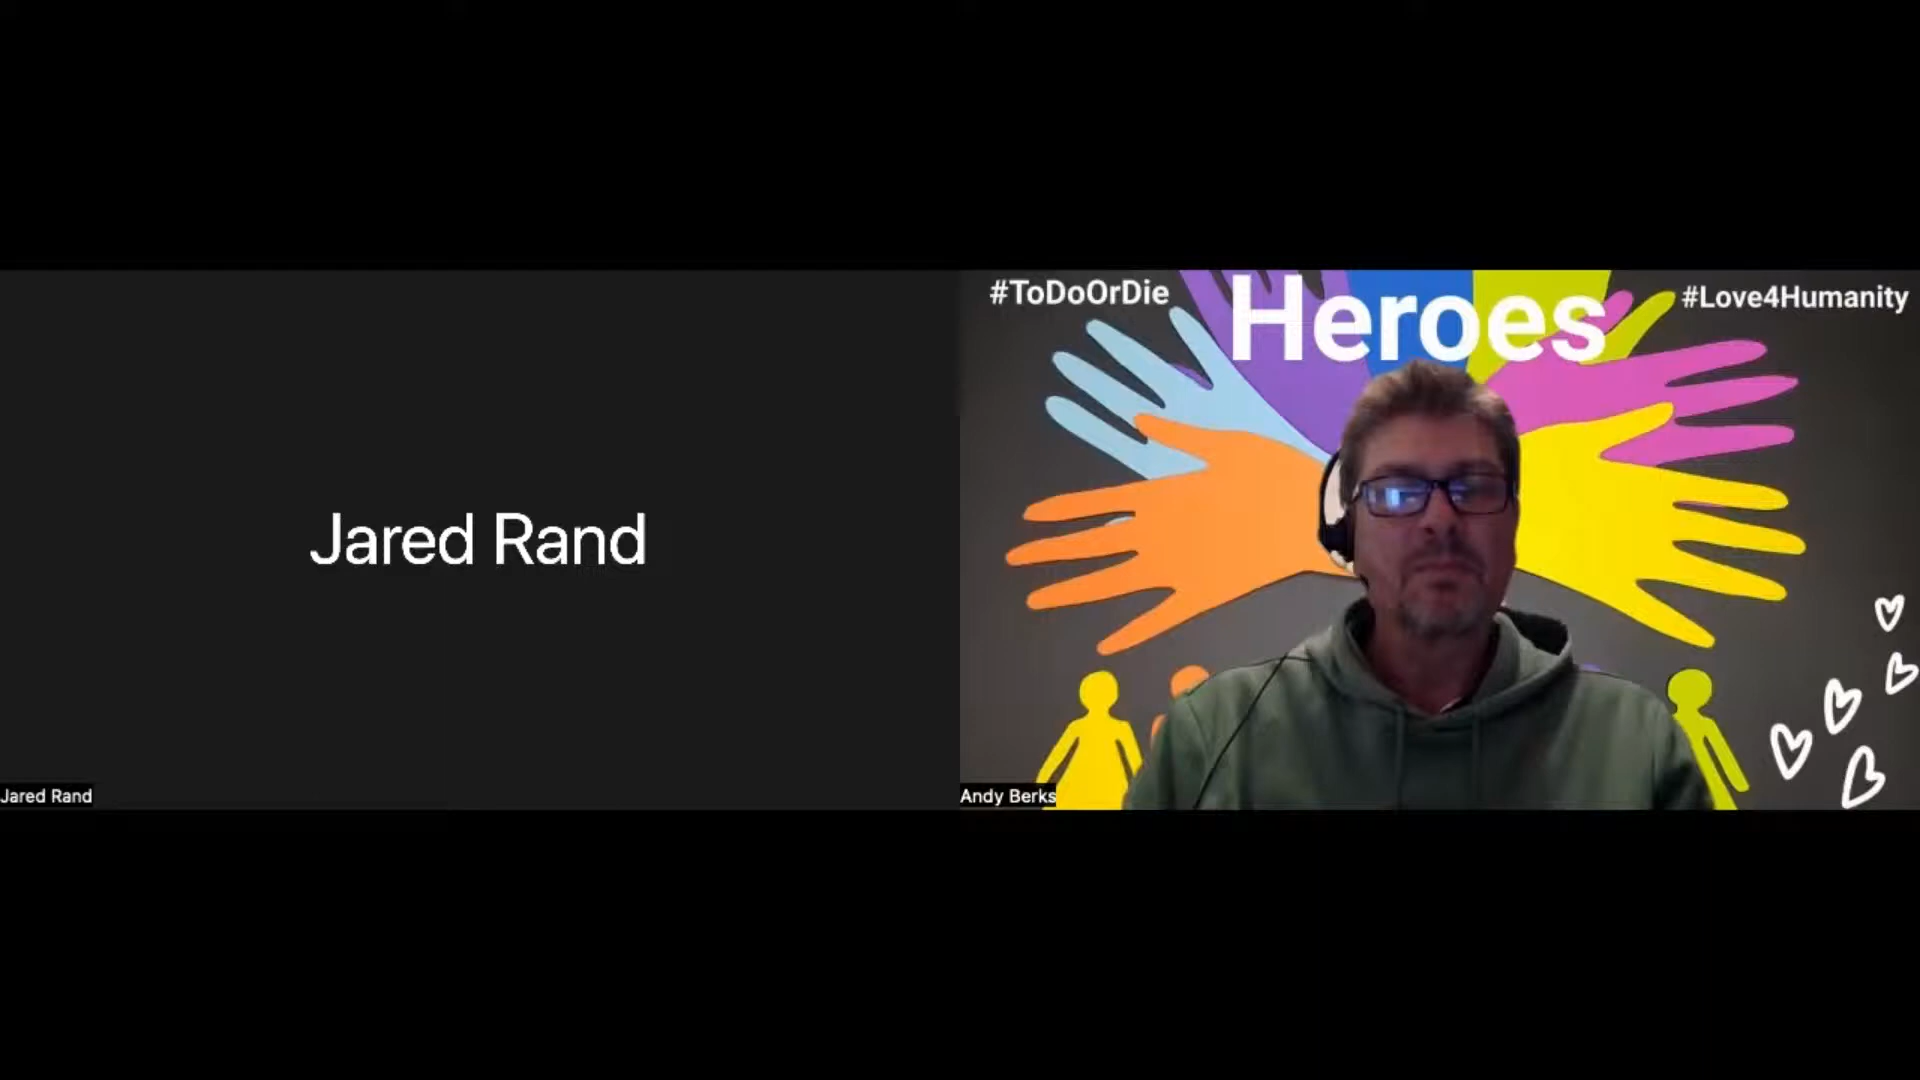 Jared Rand
Jared Rand
#ToDoOrDie
Heroes
#Love4Humanity
Andy Berks